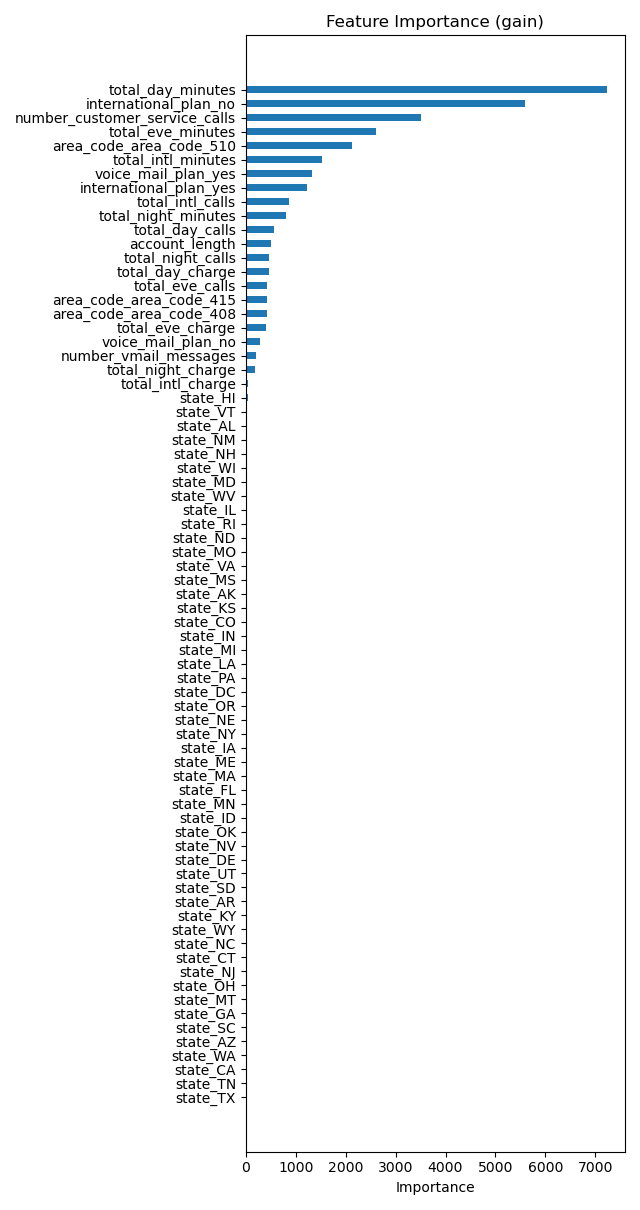 Feature Importance (gain)
total_day_minutes
international_plan_no
number_customer_service_calls
total_eve_minutes
area_code_area_code_510
total_intl_minutes
voice_mail_plan_yes
international_plan_yes
total_intl_calls
total_night_minutes
total_day_calls
account_length
total_night_calls
total_day_charge
total_eve_calls
area_code_area_code_415
area_code_area_code_408
total_eve_charge
voice_mail_plan_no
number_vmail_messages
total_night_charge
total_intl_charge
state_HI
state_VT
state_AL
state_NM
state_NH
state_WI
state_MD
state_WV
state_IL
state_RI
state_ND
state_MO
state_VA
state_MS
state_AK
state_KS
state_CO
state_IN
state_MI
state_LA
state_PA
state_DC
state_OR
state_NE
state_NY
state_IA
state_ME
state_MA
state_FL
state_MN
state_ID
state_OK
state_NV
state_DE
state_UT
state_SD
state_AR
state_KY
state_WY
state_NC
state_CT
state_NJ
state_OH
state_MT
state_GA
state_SC
state_AZ
state_WA
state_CA
state_TN
state_TX
0 1000 2000 3000 4000 5000 6000 7000
Importance